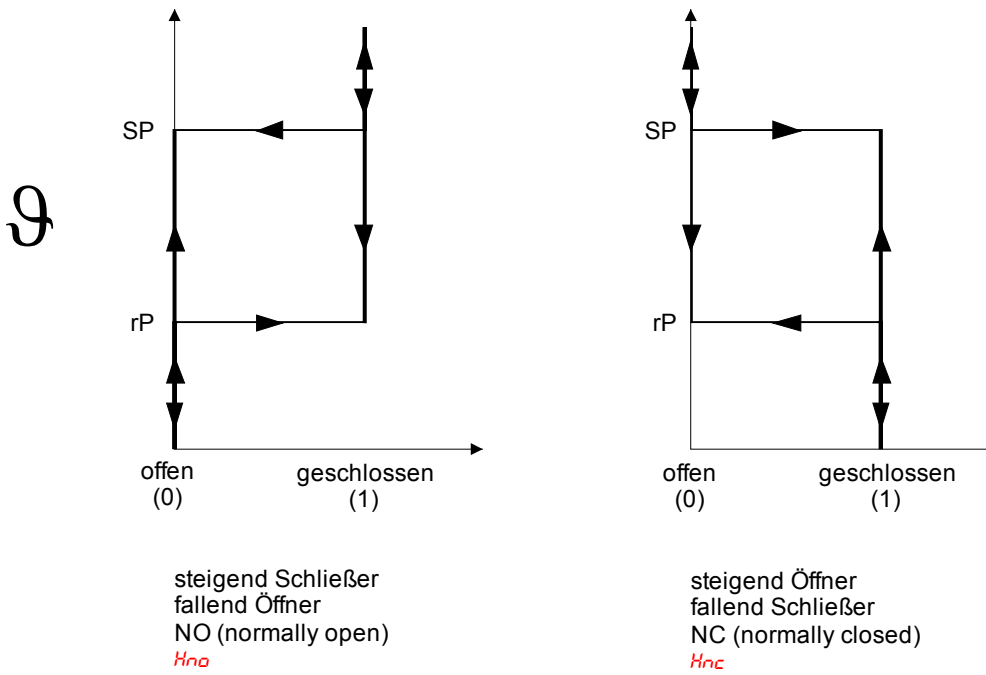 SP
rP
ϑ
offen
(0)
geschlossen
(1)
steigend Schließer
fallend Öffner
NO (normally open)
Hno
SP
rP
offen
(0)
geschlossen
(1)
steigend Öffner
fallend Schließer
NC (normally closed)
Hnc